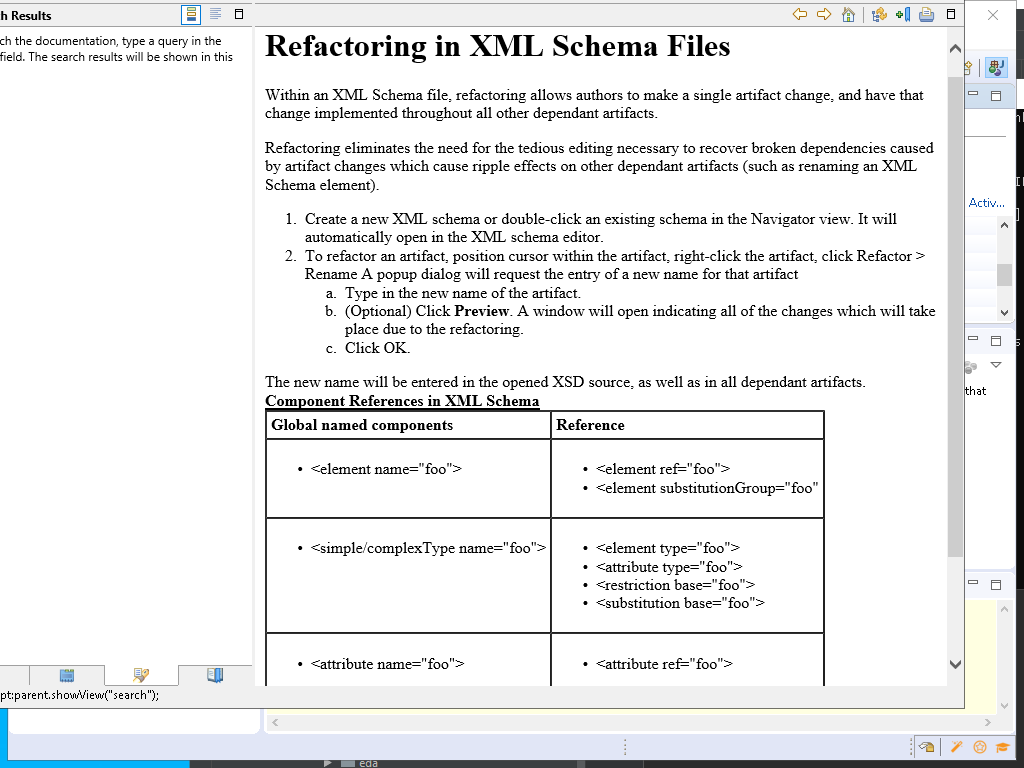 h Results
ch the documentation, type a query in the
field. The search results will be shown in this
Refactoring in XML Schema Files
Within an XML Schema file, refactoring allows authors to make a single artifact change, and have that
change implemented throughout all other dependant artifacts.
Refactoring eliminates the need for the tedious editing necessary to recover broken dependencies caused
by artifact changes which cause ripple effects on other dependant artifacts (such as renaming an XML
Schema element).
1. Create a new XML schema or double-click an existing schema in the Navigator view. It will
automatically open in the XML schema editor.
2. To refactor an artifact, position cursor within the artifact, right-click the artifact, click Refactor >
Rename A popup dialog will request the entry of a new name for that artifact
a. Type in the new name of the artifact.
b. (Optional) Click Preview. A window will open indicating all of the changes which will take
place due to the refactoring.
c. Click OK.
The new name will be entered in the opened XSD source, as well as in all dependant artifacts.
Component References in XML Schema
Global named components
Reference
• <element name="foo">
• <element ref="foo">
• <element substitutionGroup="foo"
• <simple/complexType name="foo">
• <element type="foo">
• <attribute type="foo">
• <restriction base="foo">
• <substitution base="foo">
• <attribute name="foo">
• <attribute ref="foo">
pt:parent.showView("search");
Activ...
that
eda